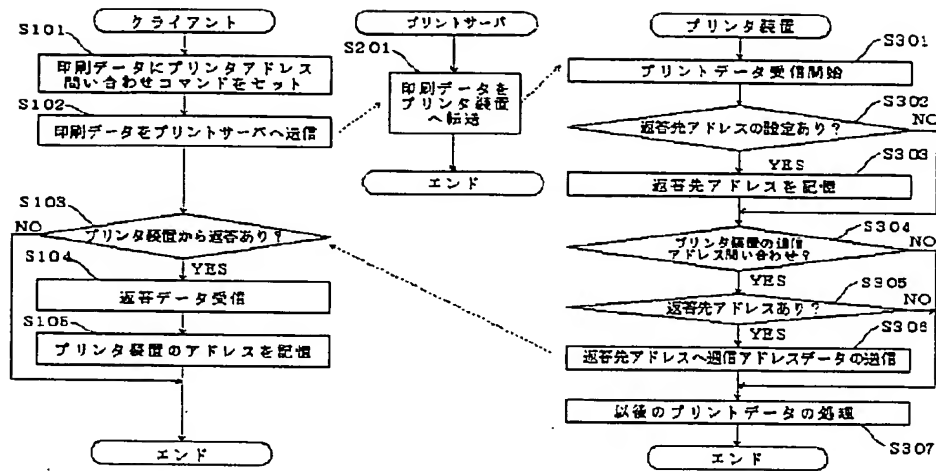 クライアント
S101
印刷データにプリンタアドレス
問い合わせコマンドをセット
S102
印刷データをプリントサーバへ送信
S103
NO
プリンタ装置から返答あり?
YES
S104
返答データ受信
S105
プリンタ装置のアドレスを記憶
エンド
プリントサーバ
S201
印刷データを
プリンタ装置
へ転送
エンド
プリンタ装置
S301
プリントデータ受信開始
S302
返答先アドレスの設定あり?
NO
YES
S303
返答先アドレスを記憶
S304
プリンタ装置の通信
アドレス問い合わせ?
NO
YES
S305
返答先アドレスあり?
NO
YES
S306
返答先アドレスへ通信アドレスデータの送信
以後のプリントデータの処理
S307
エンド